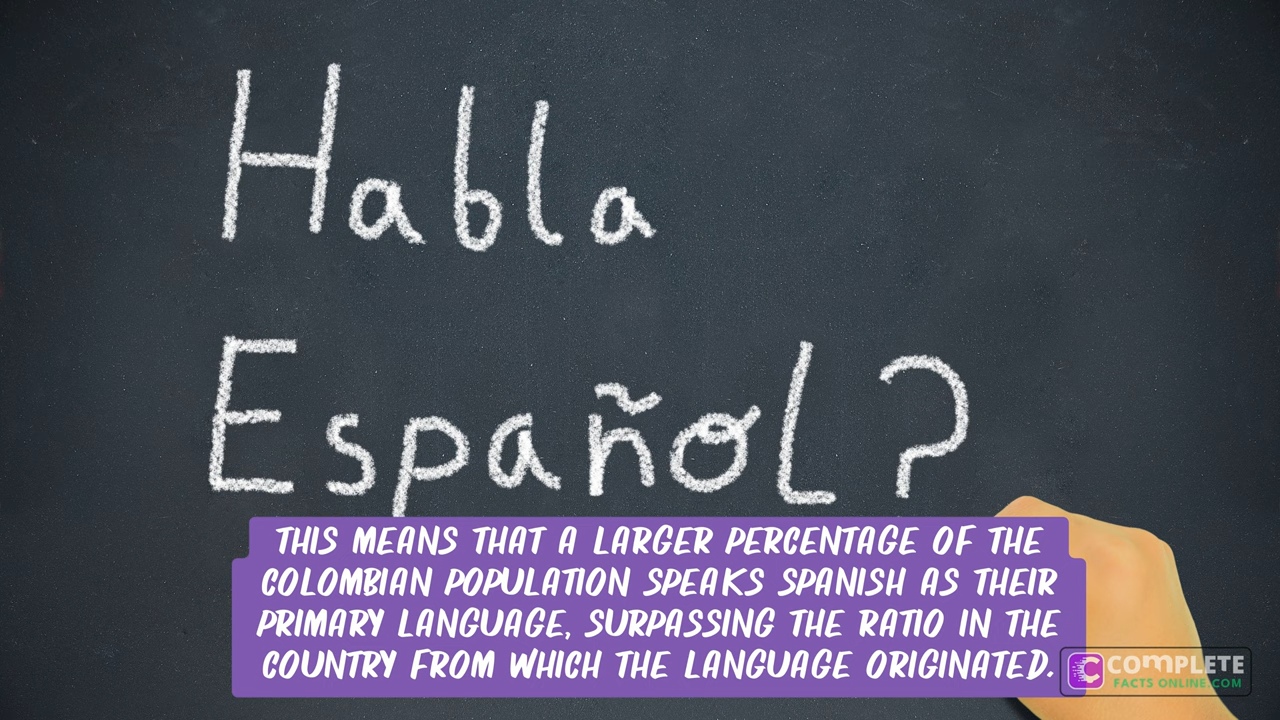 Habla
Español?
THIS MEANS THAT A LARGER PERCENTAGE OF THE
COLOMBIAN POPULATION SPEAKS SPANISH AS THEIR
PRIMARY LANGUAGE, SURPASSING THE RATIO IN THE
COUNTRY FROM WHICH THE LANGUAGE ORIGINATED.
COMPLETE
FACTS ONLINE.COM